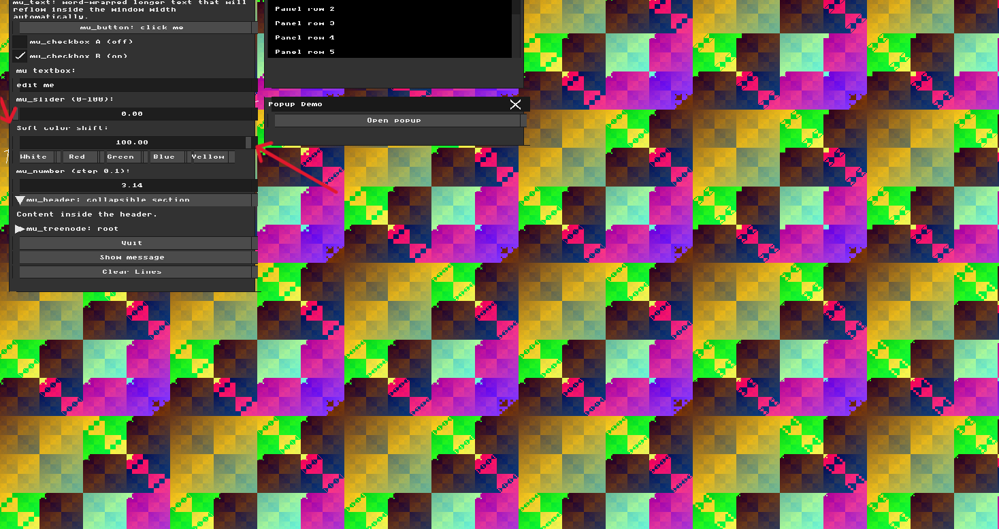 mu_text: word-wrapped longer text that will
reflow inside the window width
automatically.
mu_button: click me
mu_checkbox A (off)
mu_checkbox B (on)
mu_textbox:
edit me
mu_slider (0-100):
0.00
Soft color shift:
100.00
White Red Green Blue Yellow
mu_number (step 0.1):
3.14
mu_header: collapsible section
Content inside the header.
mu_treenode: root
Quit
Show message
Clear Lines
Panel row 2
Panel row 3
Panel row 4
Panel row 5
Popup Demo
Open popup